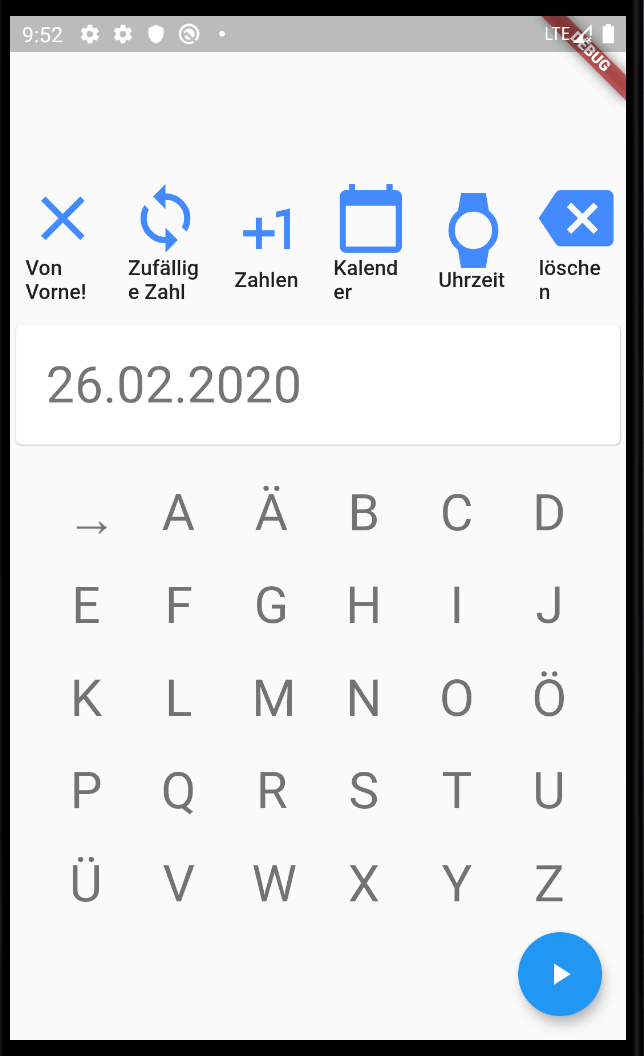 9:52 LTE DEBUG
+1
Von Vorne!
Zufällig e Zahl
Zahlen
Kalend er
Uhrzeit
lösche n
26.02.2020
→ A Ä B C D
E F G H I J
K L M N O Ö
P Q R S T U
Ü V W X Y Z